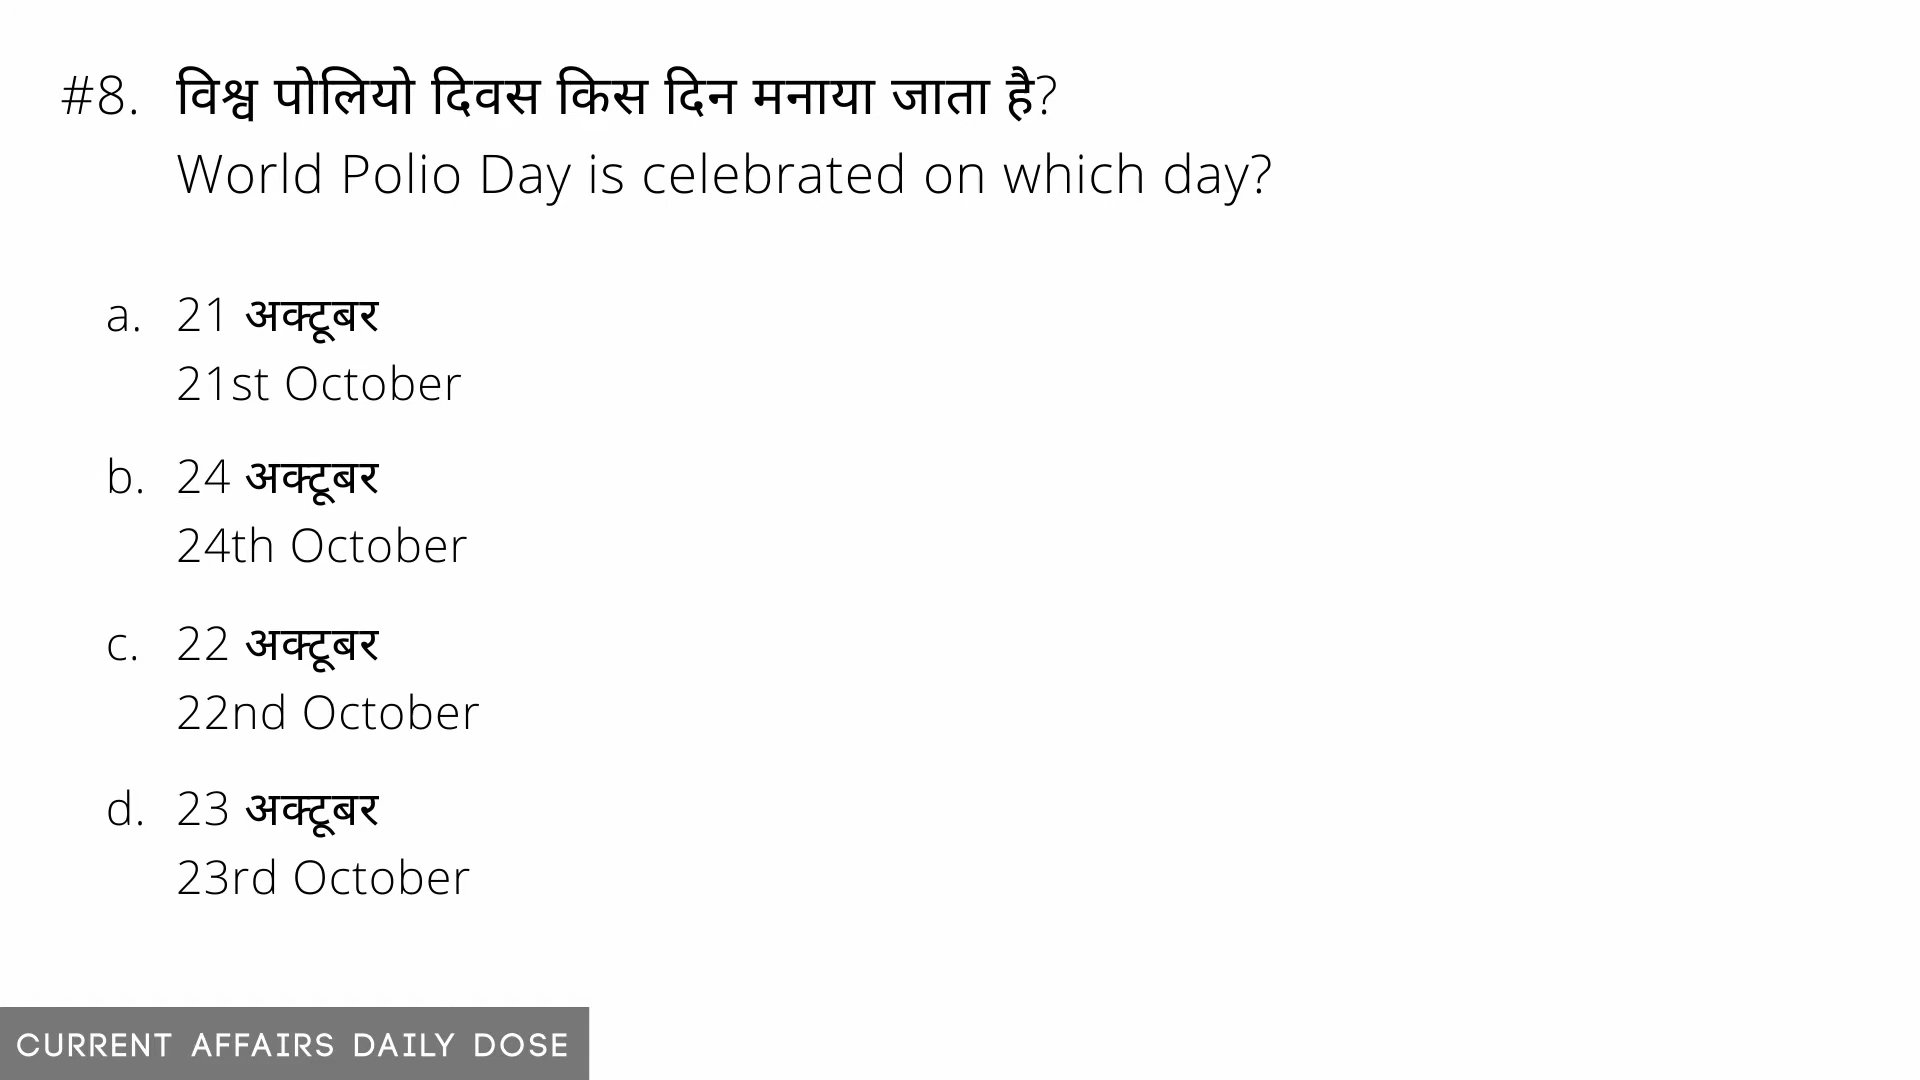 #8. विश्व पोलियो दिवस किस दिन मनाया जाता है?
World Polio Day is celebrated on which day?
a. 21 अक्टूबर
21st October
b. 24 अक्टूबर
24th October
c. 22 अक्टूबर
22nd October
d. 23 अक्टूबर
23rd October
CURRENT AFFAIRS DAILY DOSE